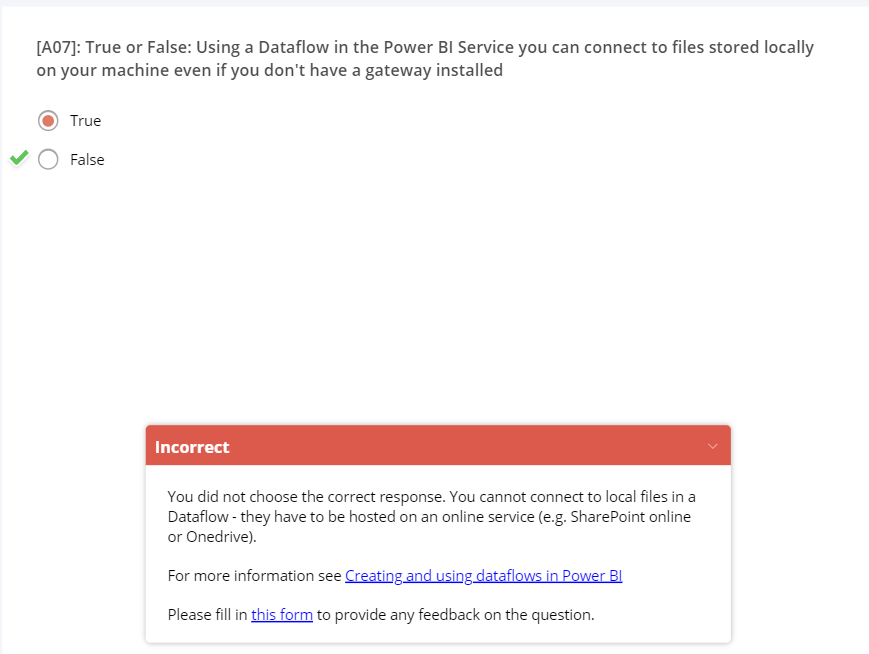 [A07]: True or False: Using a Dataflow in the Power BI Service you can connect to files stored locally
on your machine even if you don't have a gateway installed
True
False
Incorrect
You did not choose the correct response. You cannot connect to local files in a
Dataflow - they have to be hosted on an online service (e.g. SharePoint online
or Onedrive).
For more information see Creating and using dataflows in Power BI
Please fill in this form to provide any feedback on the question.